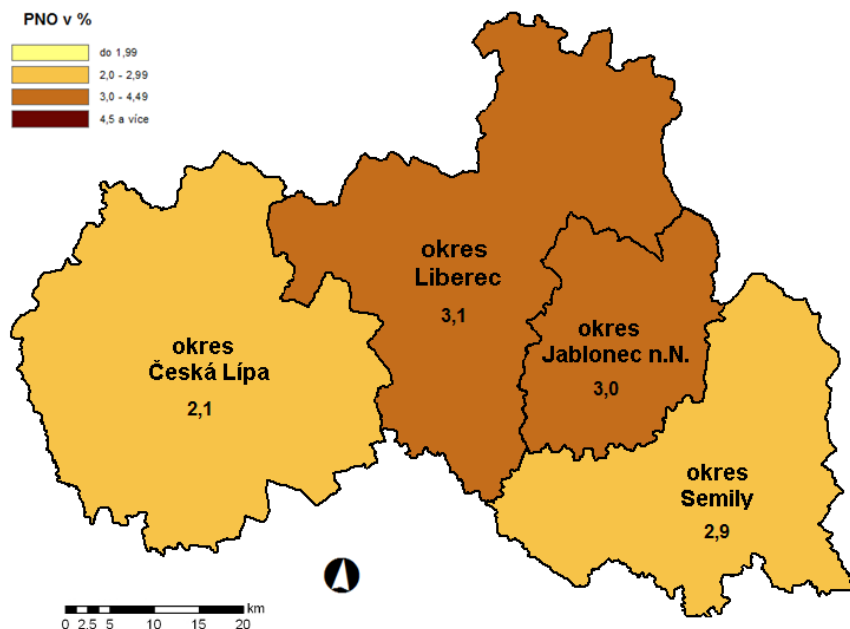 PNO v %
do 1,99
2,0 - 2,99
3,0 - 4,49
4,5 a více
okres
Liberec
3,1
okres
Jablonec n.N.
3,0
okres
Česká Lípa
2,1
okres
Semily
2,9
km
0 2,5 5 10 15 20